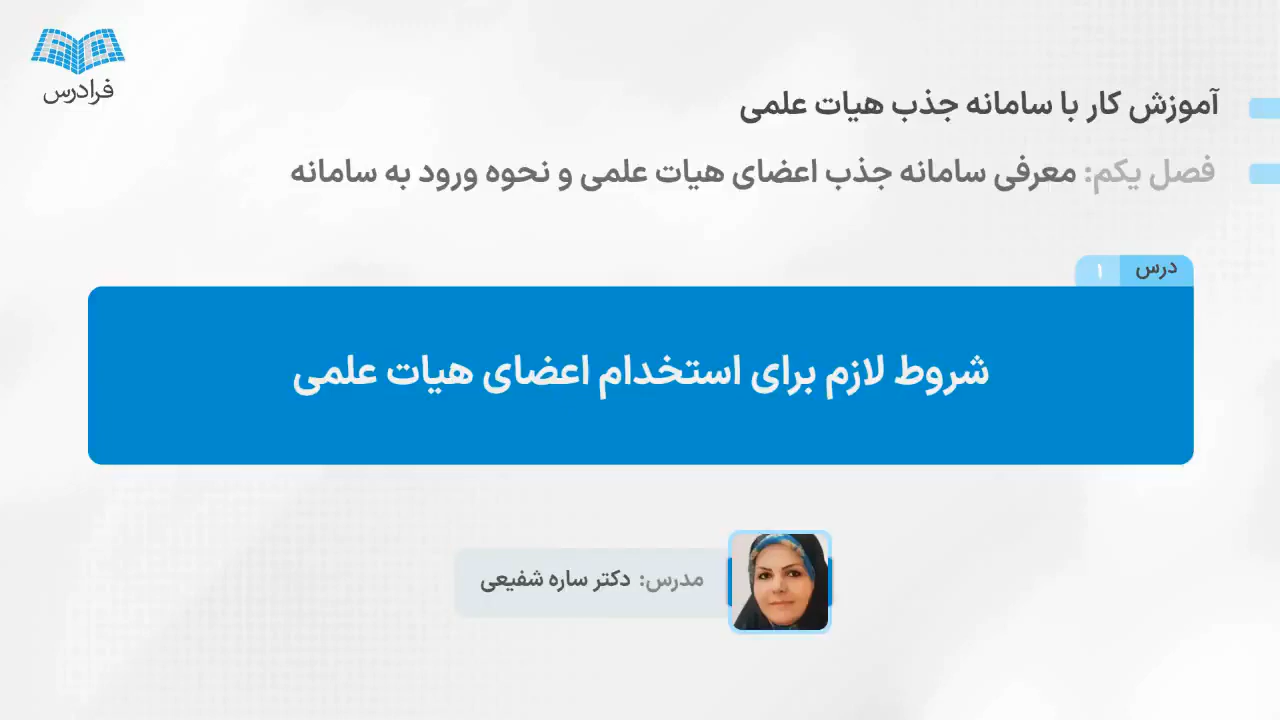 فرادرس
آموزش کار با سامانه جذب هیات علمی
فصل یکم: معرفی سامانه جذب اعضای هیات علمی و نحوه ورود به سامانه
درس ۱
شروط لازم برای استخدام اعضای هیات علمی
مدرس: دکتر ساره شفیعی